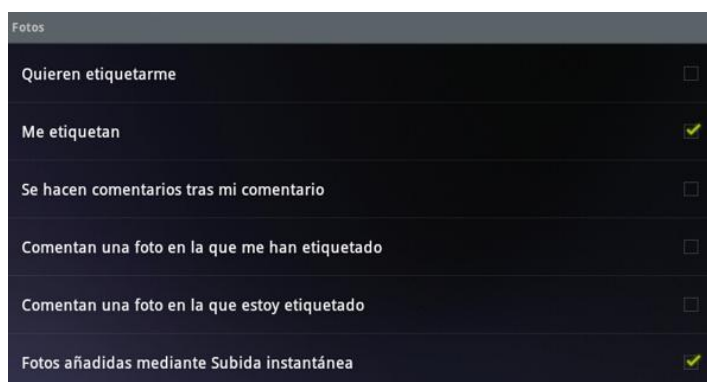 Fotos
Quieren etiquetarme
Me etiquetan
Se hacen comentarios tras mi comentario
Comentan una foto en la que me han etiquetado
Comentan una foto en la que estoy etiquetado
Fotos añadidas mediante Subida instantánea